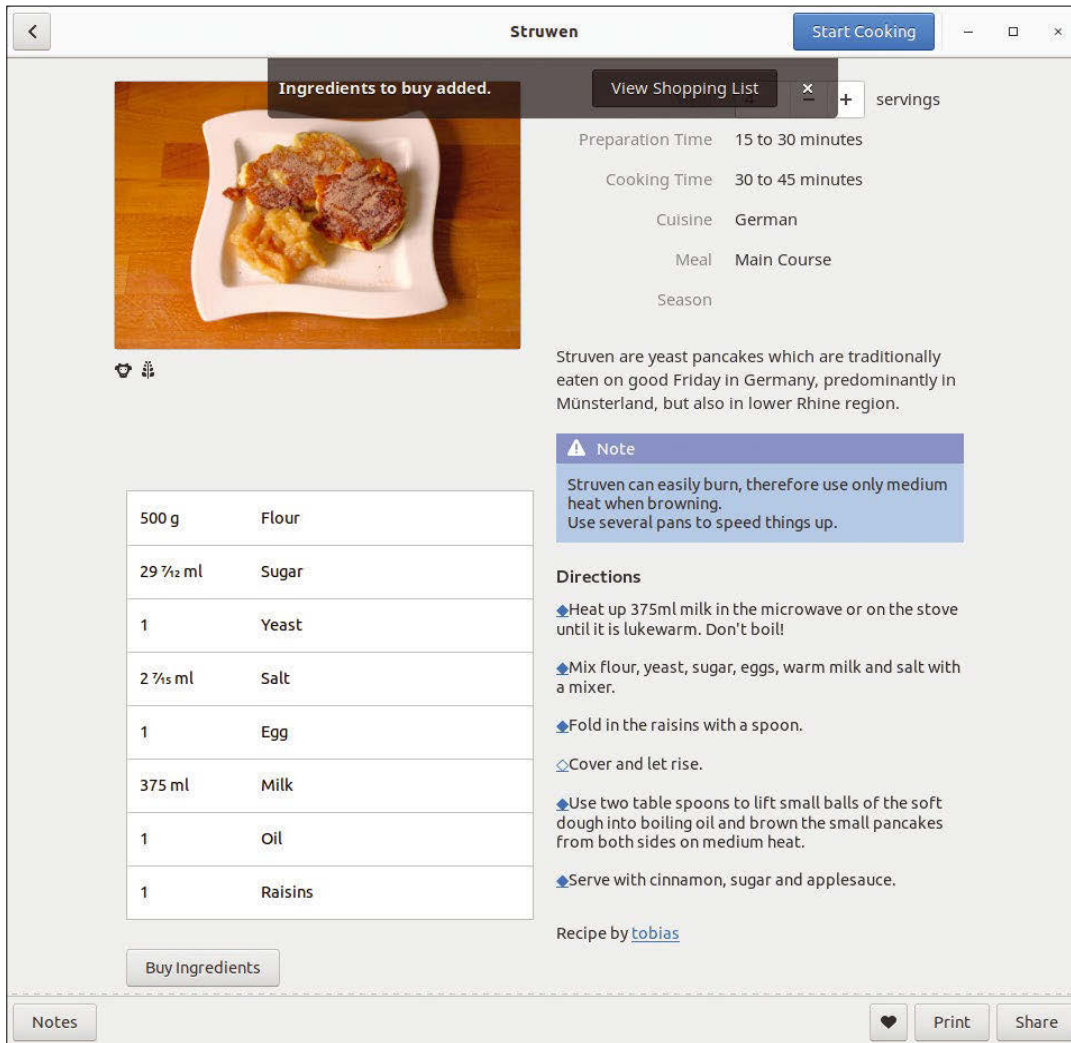 Struwen
Start Cooking
Ingredients to buy added.
View Shopping List
servings
Preparation Time 15 to 30 minutes
Cooking Time 30 to 45 minutes
Cuisine German
Meal Main Course
Season
Struven are yeast pancakes which are traditionally
eaten on good Friday in Germany, predominantly in
Münsterland, but also in lower Rhine region.
Note
Struven can easily burn, therefore use only medium
heat when browning.
Use several pans to speed things up.
500 g Flour
29 7⁄12 ml Sugar
1 Yeast
2 7⁄15 ml Salt
1 Egg
375 ml Milk
1 Oil
1 Raisins
Buy Ingredients
Directions
Heat up 375ml milk in the microwave or on the stove
until it is lukewarm. Don't boil!
Mix flour, yeast, sugar, eggs, warm milk and salt with
a mixer.
Fold in the raisins with a spoon.
Cover and let rise.
Use two table spoons to lift small balls of the soft
dough into boiling oil and brown the small pancakes
from both sides on medium heat.
Serve with cinnamon, sugar and applesauce.
Recipe by tobias
Notes
Print
Share